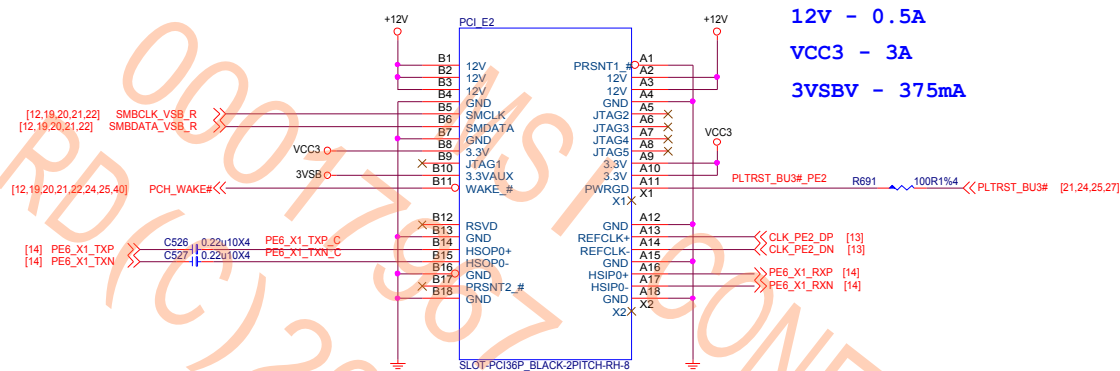 12V - 0.5A
VCC3 - 3A
3VSBV - 375mA
+12V
PCI_E2
+12V
B1 12V PRSNT1_# A1
B2 12V 12V A2
B3 12V 12V A3
B4 GND GND A4
[12,19,20,21,22] SMBCLK_VSB_R B5 SMCLK JTAG2 A5
[12,19,20,21,22] SMBDATA_VSB_R B6 SMDATA JTAG3 A6
B7 GND JTAG4 A7
VCC3 B8 3.3V JTAG5 A8 VCC3
B9 JTAG1 3.3V A9
3VSB B10 3.3VAUX 3.3V A10
[12,19,20,21,22,24,25,40] PCH_WAKE# B11 WAKE_# PWRGD A11 PLTRST_BU3#_PE2 R691 100R1%4 PLTRST_BU3# [21,24,25,27]
X1 X1
B12 RSVD GND A12
B13 GND REFCLK+ A13 CLK_PE2_DP [13]
[14] PE6_X1_TXP C526 0.22u10X4 PE6_X1_TXP_C B14 HSOP0+ REFCLK- A14 CLK_PE2_DN [13]
[14] PE6_X1_TXN C527 0.22u10X4 PE6_X1_TXN_C B15 HSOP0- GND A15
B16 GND HSIP0+ A16 PE6_X1_RXP [14]
B17 PRSNT2_# HSIP0- A17 PE6_X1_RXN [14]
B18 GND GND A18
X2 X2
SLOT-PCI36P_BLACK-2PITCH-RH-8
00017967
MSI
RD(C)20
CONF